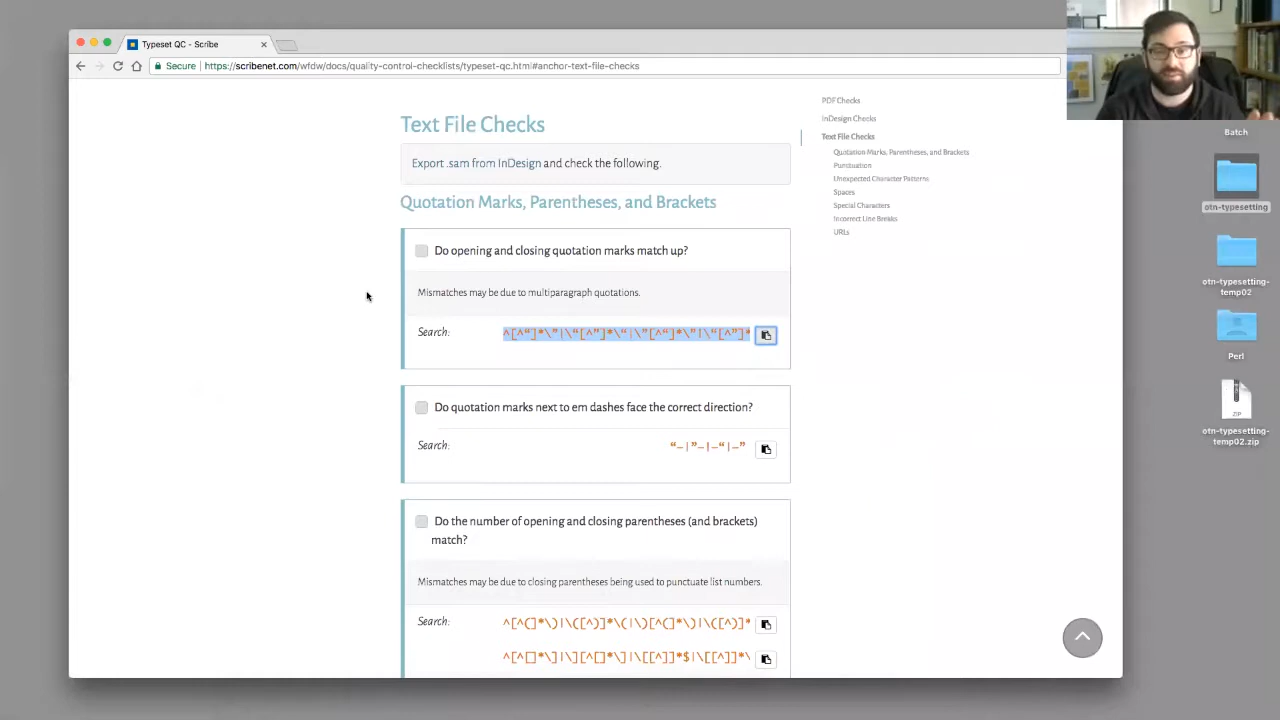 Typeset QC - Scribe
Secure
https://scribenet.com/wfdw/docs/quality-control-checklists/typeset-qc.html#anchor-text-file-checks
Text File Checks
Export .sam from InDesign and check the following.
Quotation Marks, Parentheses, and Brackets
Do opening and closing quotation marks match up?
Mismatches may be due to multiparagraph quotations.
Search:
^[^“]*\”|\“[^”]*\“|\”[^“]*\”|\“[^”]*
Do quotation marks next to em dashes face the correct direction?
Search:
“—|”—|—“|—”
Do the number of opening and closing parentheses (and brackets)
match?
Mismatches may be due to closing parentheses being used to punctuate list numbers.
Search:
^[^(]*\)|\([^)]*\(|\)[^(]*\)|\([^)]*
^[^[]*\]|\][^[]*\]|\[[^]]*$|\[[^]]*\
PDF Checks
InDesign Checks
Text File Checks
Quotation Marks, Parentheses, and Brackets
Punctuation
Unexpected Character Patterns
Spaces
Special Characters
Incorrect Line Breaks
URLs
Batch
otn-typesetting
otn-typesetting-
temp02
Perl
ZIP
otn-typesetting-
temp02.zip